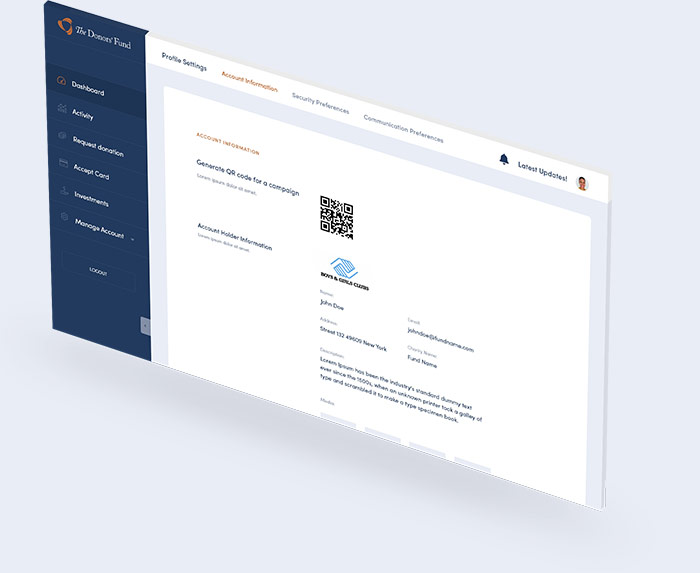 The Donors' Fund
Dashboard
Activity
Request donation
Accept Card
Investments
Manage Account
LOGOUT
Profile Settings
Account Information
Security Preferences
Communication Preferences
Latest Updates!
ACCOUNT INFORMATION
Generate QR code for a campaign
Lorem ipsum dolor sit amet,
Account Holder Information
Lorem ipsum dolor sit amet,
BOYS & GIRLS CLUBS
Name
John Doe
Email
johndoe@fundname.com
Address
Street 132 49609 New York
Charity Name
Fund Name
Description
Lorem Ipsum has been the industry's standard dummy text
ever since the 1500s, when an unknown printer took a galley of
type and scrambled it to make a type specimen book.
Media